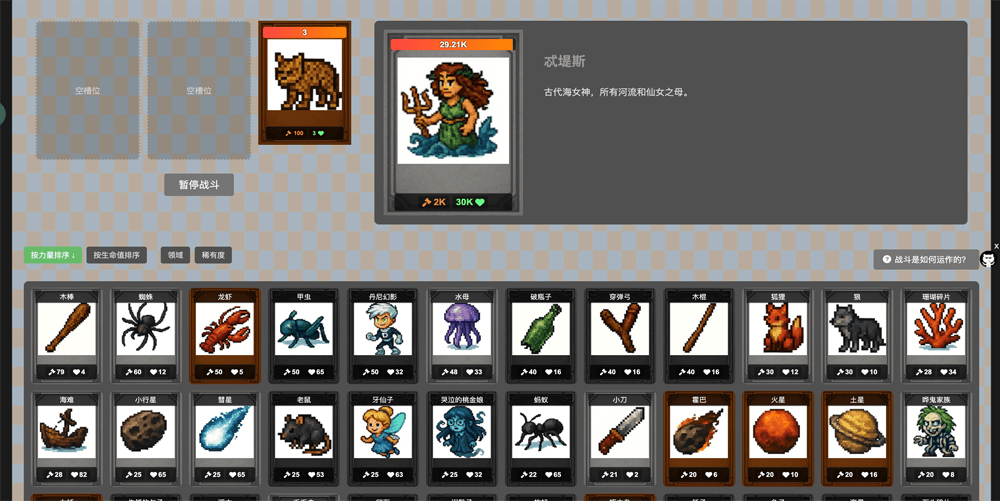 空槽位
空槽位
3
100 3
暂停战斗
29.21K
2K 30K
忒堤斯
古代海女神，所有河流和仙女之母。
按力量排序 ↓ 按生命值排序 领域 稀有度
战斗是如何运作的?
x
木棒 蜘蛛 龙虾 甲虫 丹尼幻影 水母 破瓶子 穿弹弓 木棍 狐狸 狼 珊瑚碎片
79 4 60 12 50 5 50 65 50 32 48 33 40 16 40 16 40 16 30 12 30 10 28 34
海难 小行星 彗星 老鼠 牙仙子 哭泣的桃金娘 蚂蚁 小刀 霍巴 火星 土星 哗鬼家族
28 82 25 65 25 65 25 53 25 63 25 32 22 65 21 2 20 6 20 10 20 16 20 8